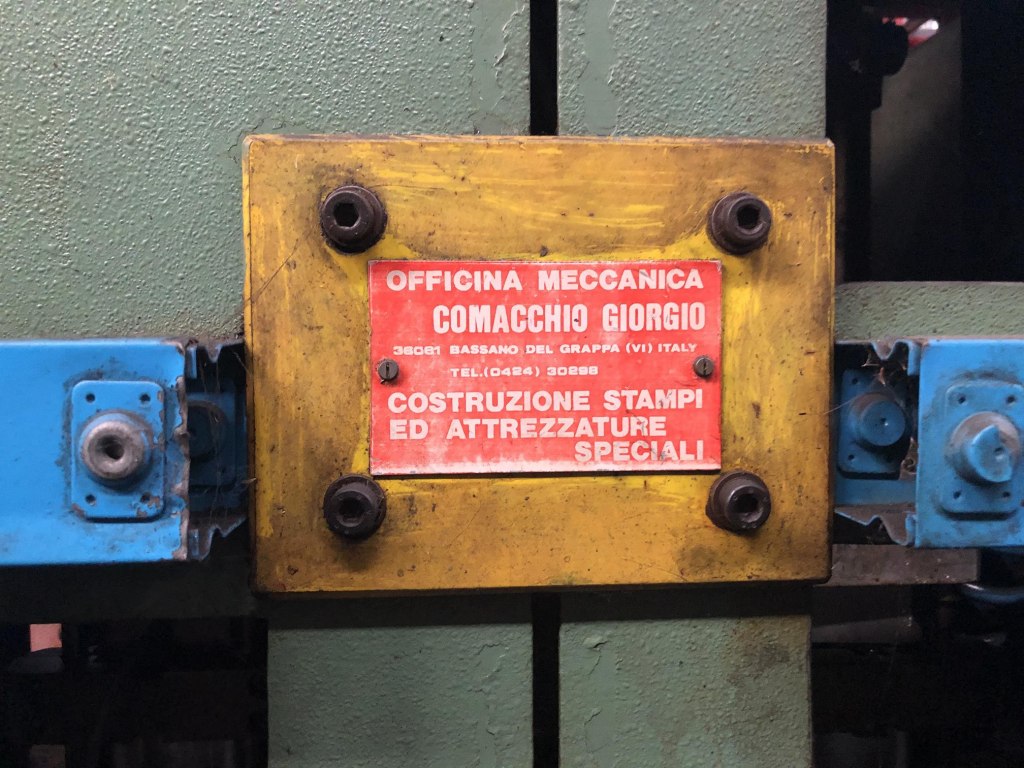 OFFICINA MECCANICA
COMACCHIO GIORGIO
36061 BASSANO DEL GRAPPA (VI) ITALY
TEL.(0424) 30298
COSTRUZIONE STAMPI
ED ATTREZZATURE
SPECIALI